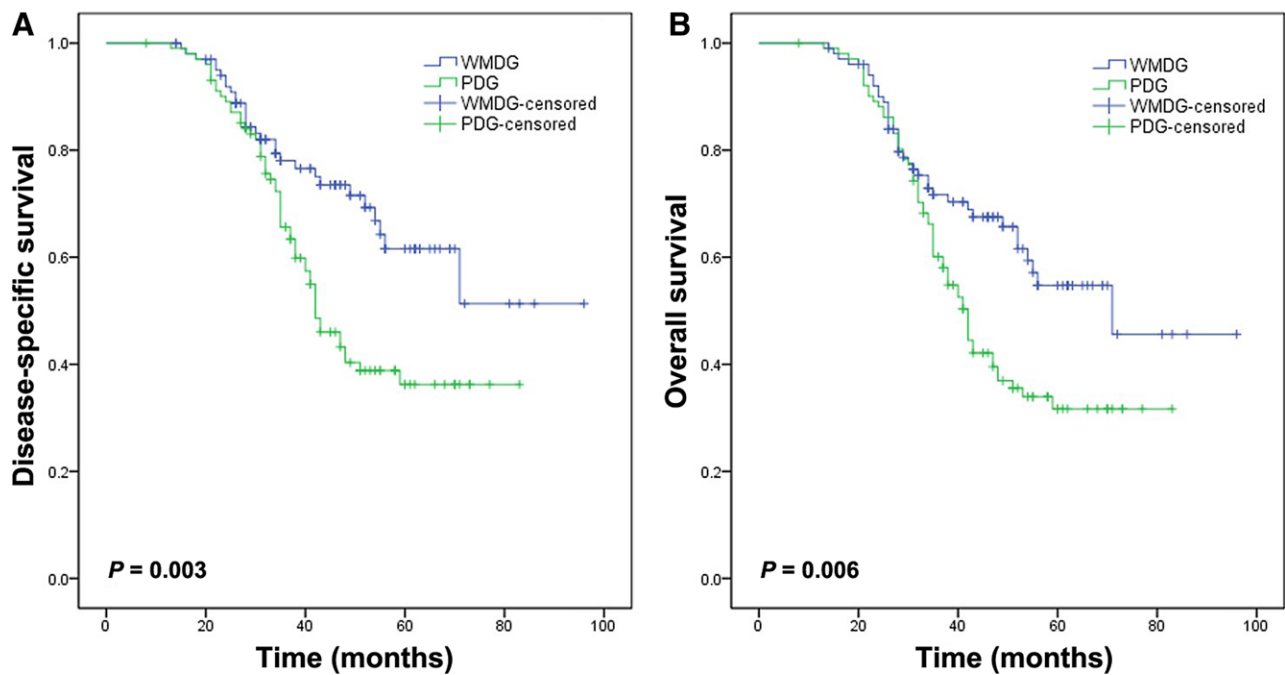 A
Disease-specific survival
1.0
0.8
0.6
0.4
0.2
0.0
WMDG
PDG
WMDG-censored
PDG-censored
P = 0.003
0 20 40 60 80 100
Time (months)
B
Overall survival
1.0
0.8
0.6
0.4
0.2
0.0
WMDG
PDG
WMDG-censored
PDG-censored
P = 0.006
0 20 40 60 80 100
Time (months)